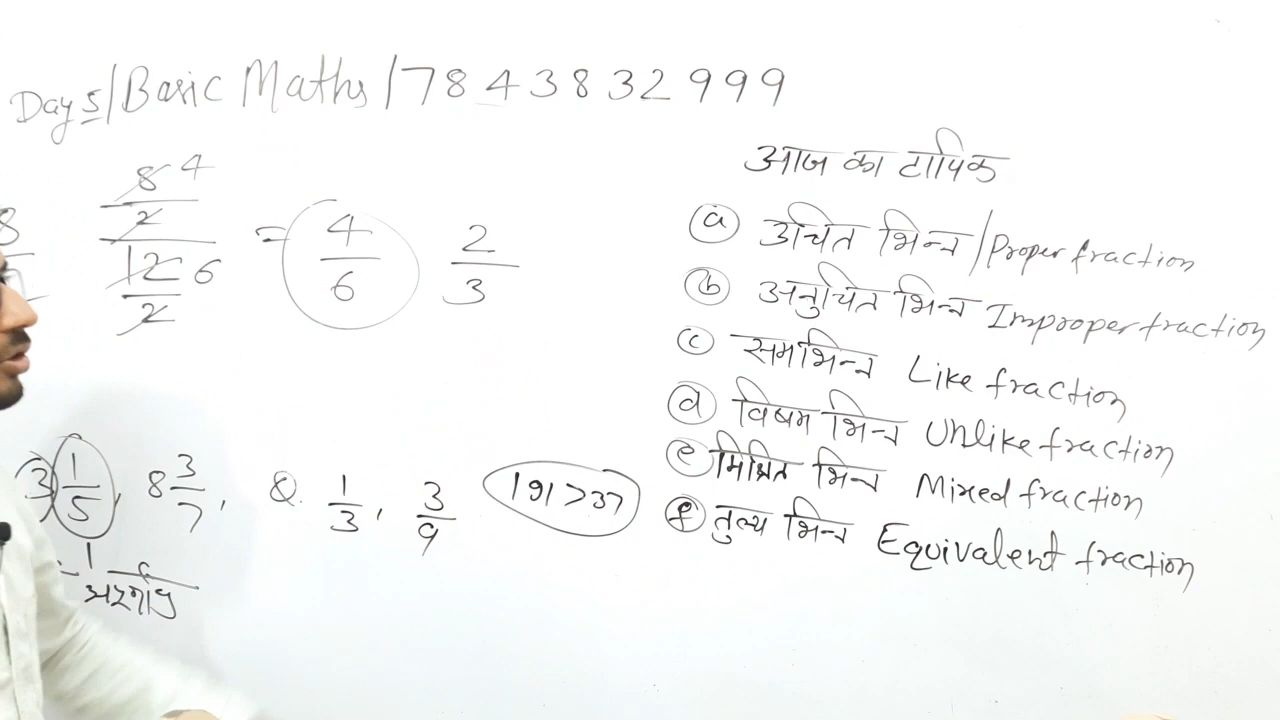 Day 5/Basic Maths/7843832999
8 4
2
12 6
2
= 4/6 2/3
आज का टापिक
(a) उचित भिन्न/Proper fraction
(b) अनुचित भिन्न Improper fraction
(c) समभिन्न Like fraction
(d) विषम भिन्न Unlike fraction
(e) मिश्रित भिन्न Mixed fraction
(f) तुल्य भिन्न Equivalent fraction
3 1/5, 8 3/7, & 1/3, 3/9